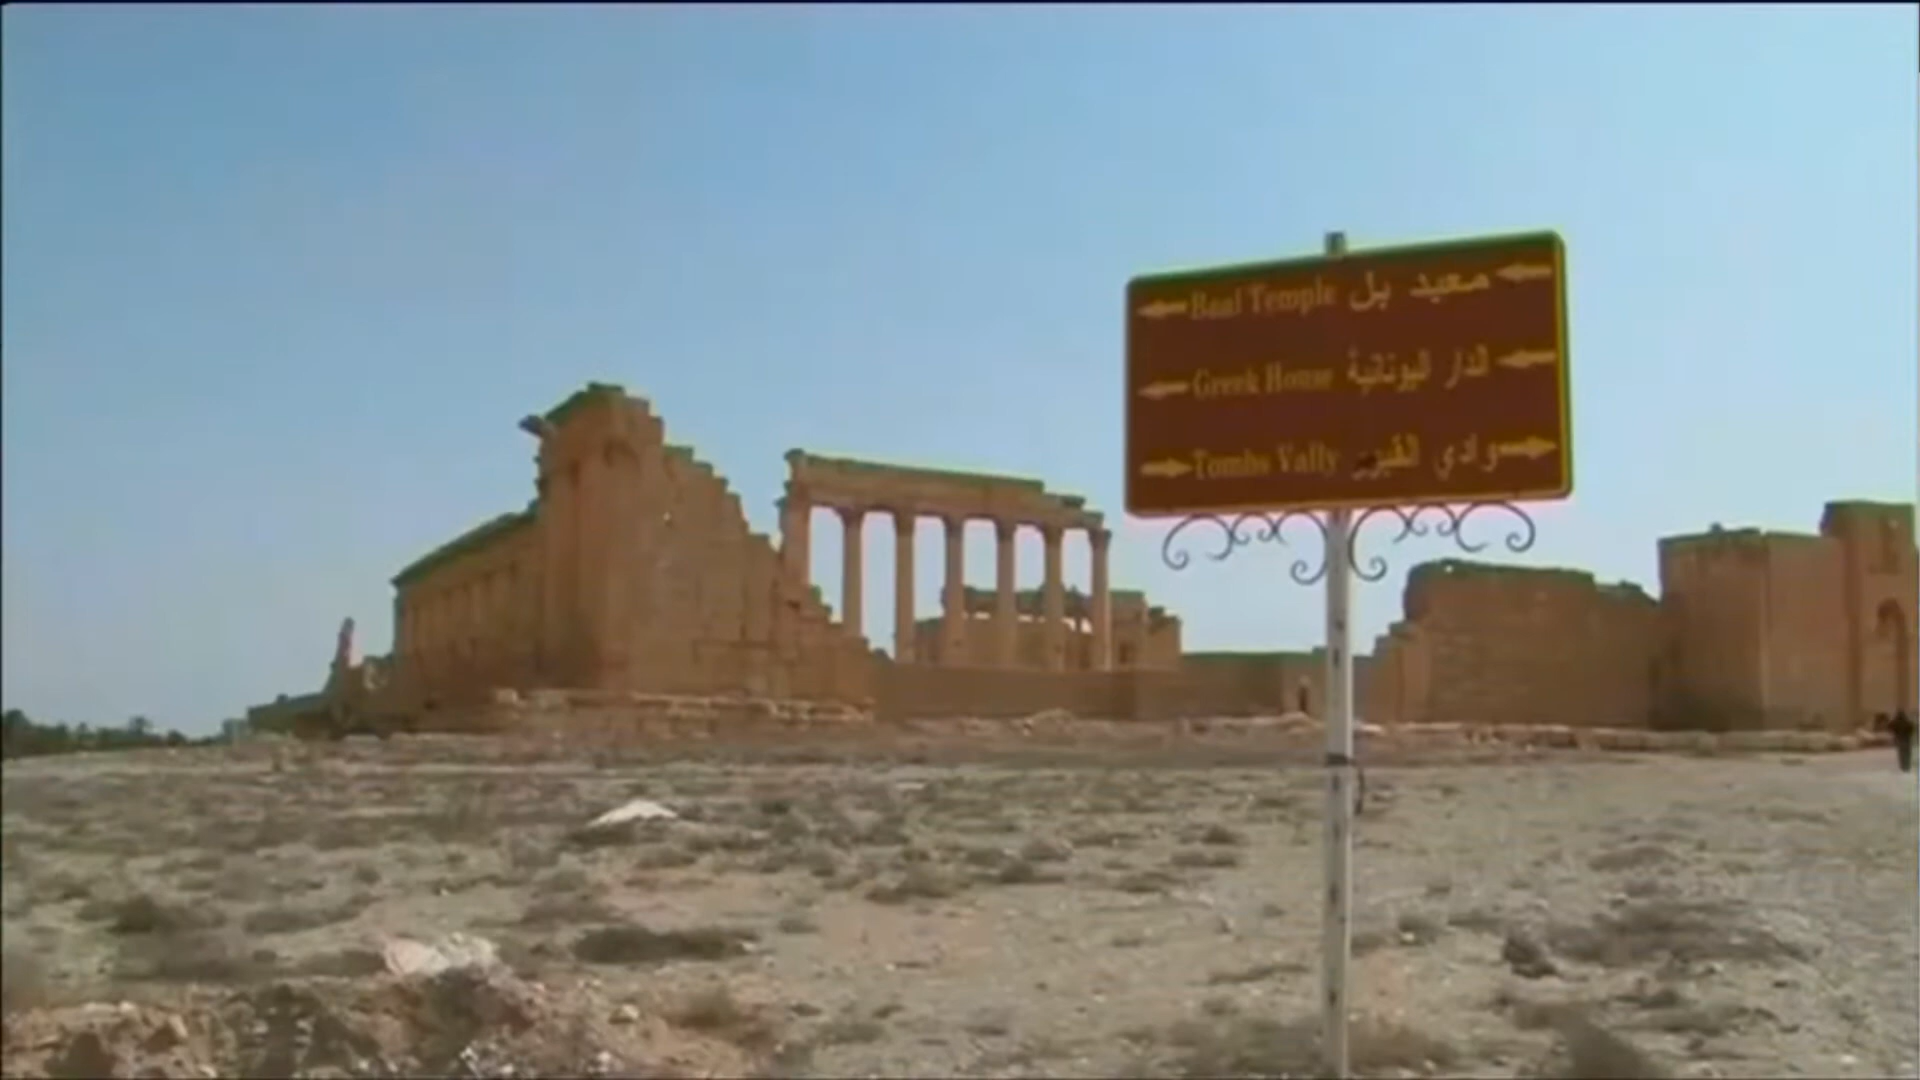 Baal Temple معبد بل
Greek House الدار اليونانية
Tombs Vally وادي القبور